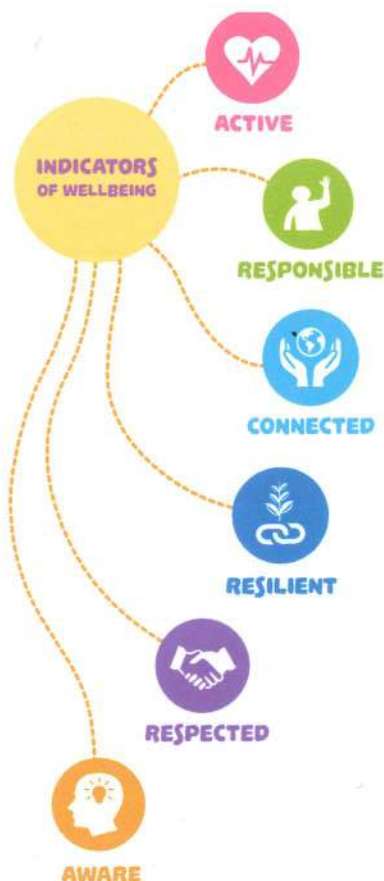 INDICATORS
OF WELLBEING
ACTIVE
RESPONSIBLE
CONNECTED
RESILIENT
RESPECTED
AWARE